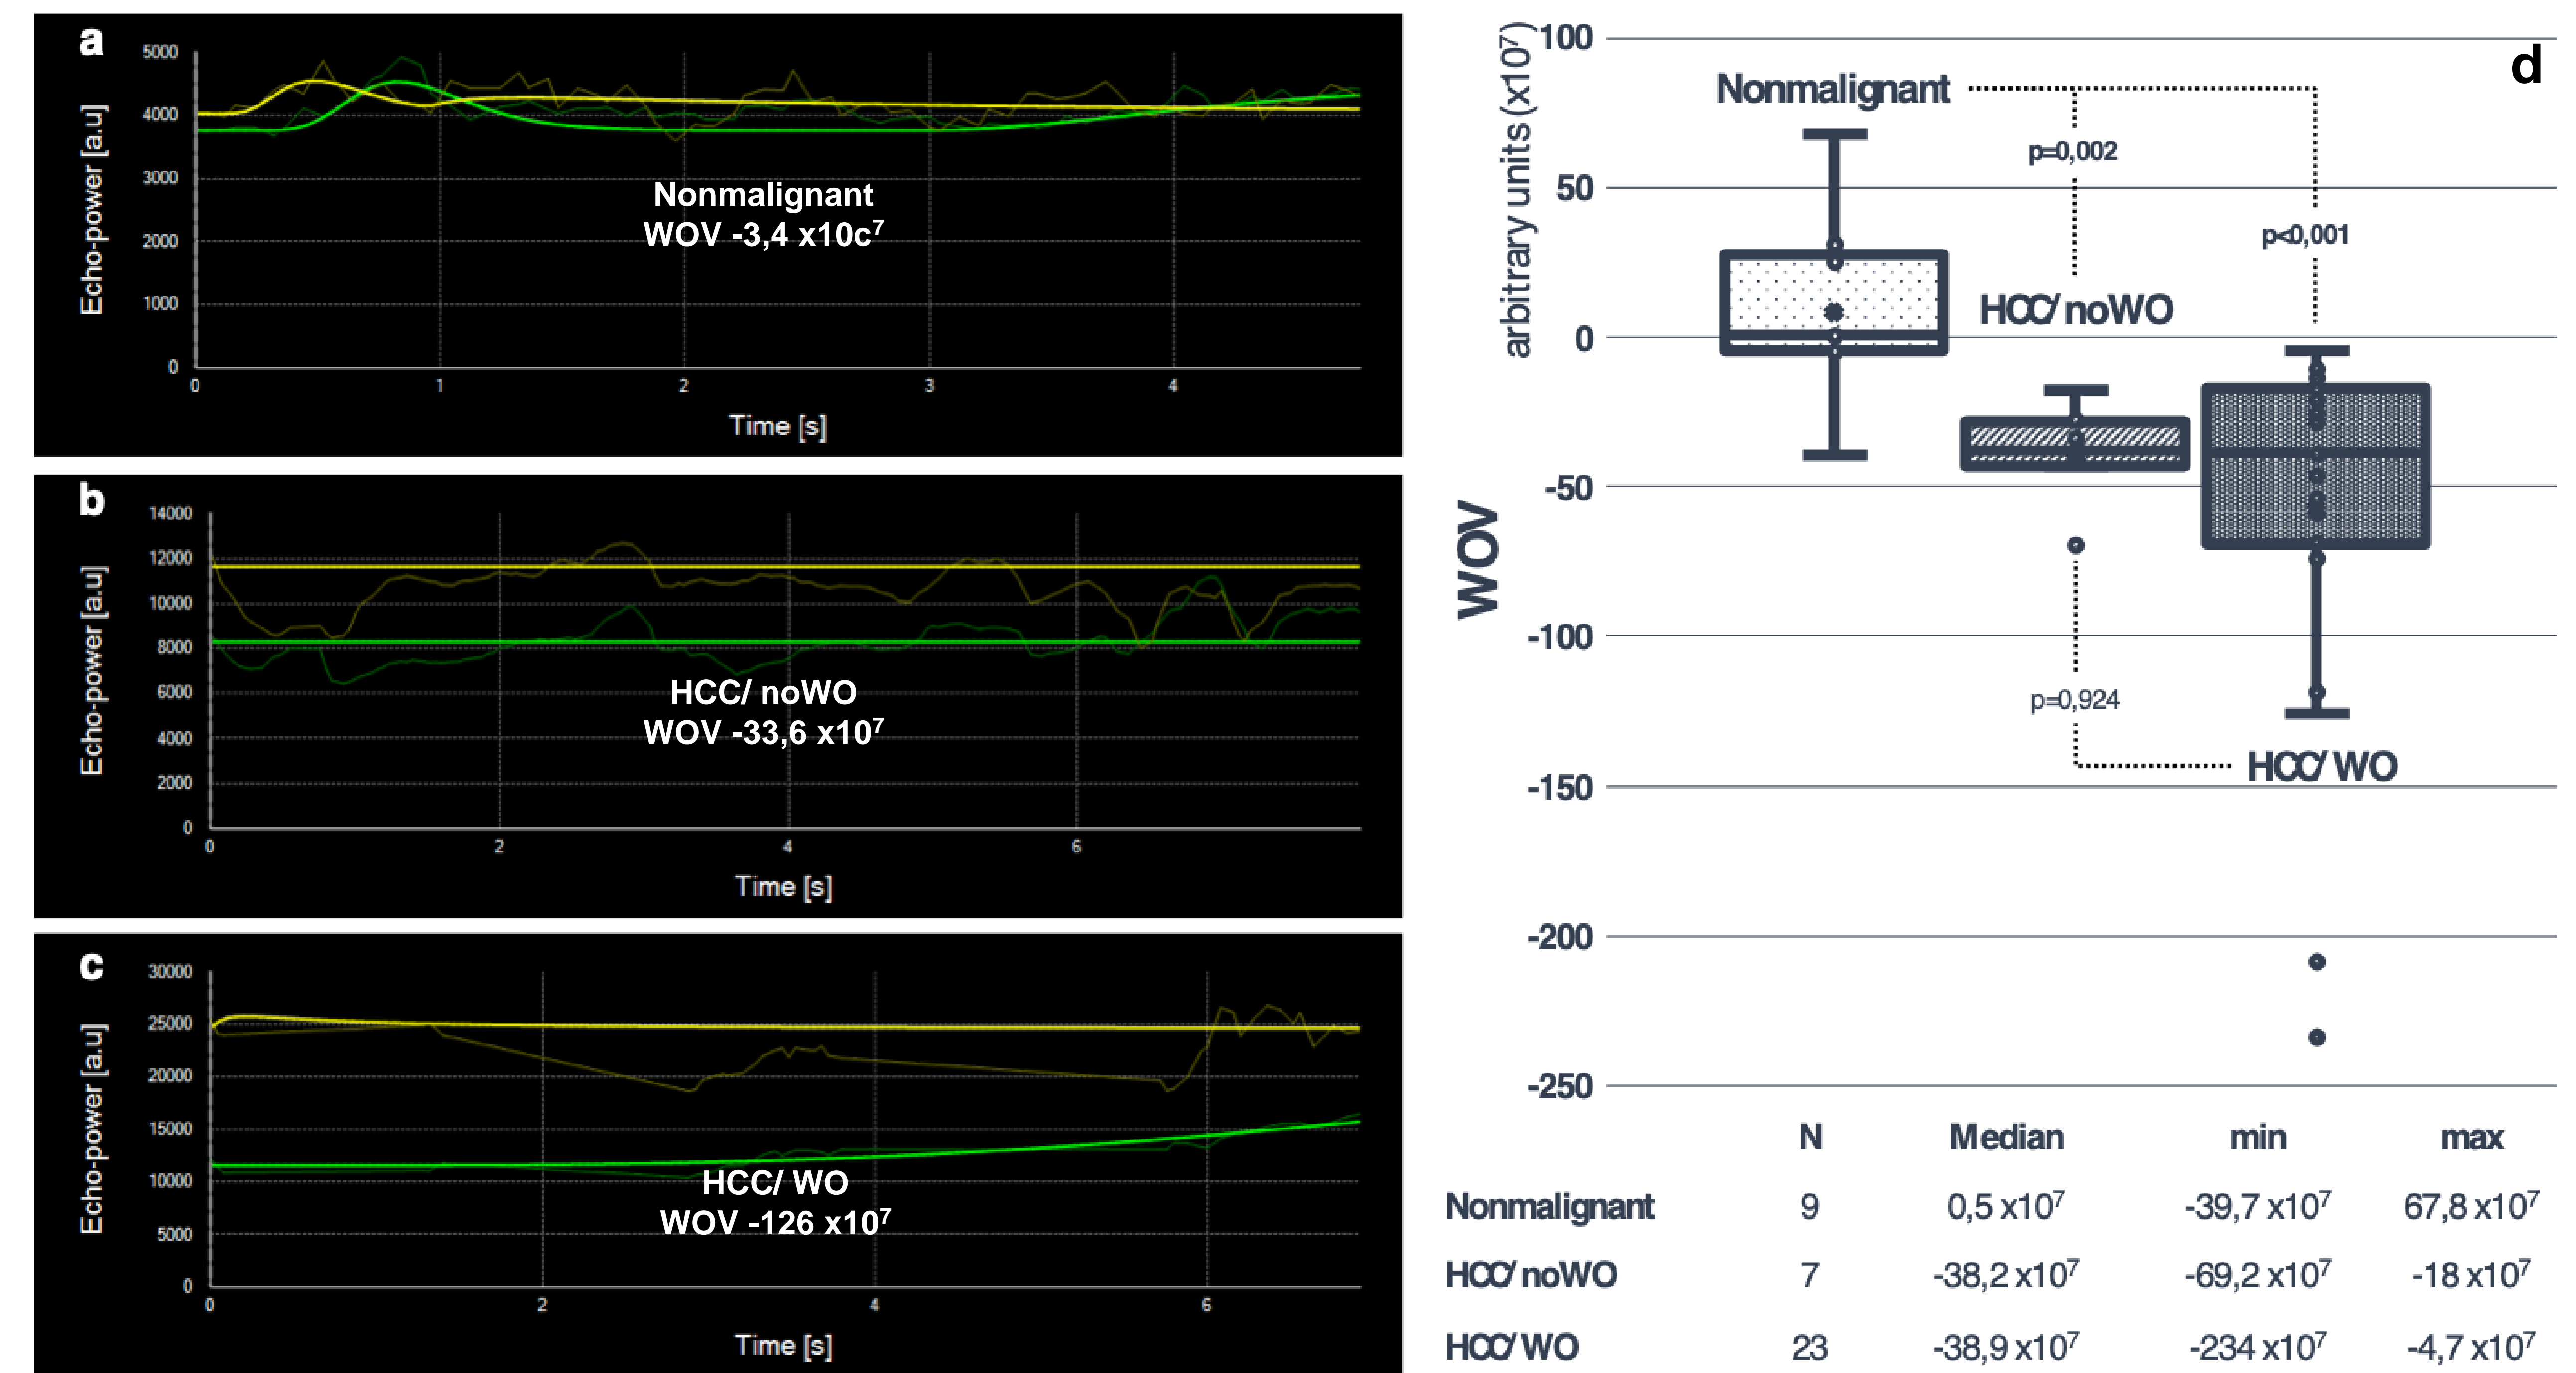 a
Echo-power [a.u]
5000
4000
3000
2000
1000
0
Nonmalignant
WOV -3,4 x10c⁷
0 1 2 3 4
Time [s]
b
Echo-power [a.u]
14000
12000
10000
8000
6000
4000
2000
0
HCC/ noWO
WOV -33,6 x10⁷
0 2 4 6
Time [s]
c
Echo-power [a.u]
30000
25000
20000
15000
10000
5000
0
HCC/ WO
WOV -126 x10⁷
0 2 4 6
Time [s]
d
WOV arbitrary units (x10⁷)
100
50
0
-50
-100
-150
-200
-250
Nonmalignant
p=0,002
p<0,001
HCC/ noWO
p=0,924
HCC/ WO
N Median min max
Nonmalignant 9 0,5 x10⁷ -39,7 x10⁷ 67,8 x10⁷
HCC/ noWO 7 -38,2 x10⁷ -69,2 x10⁷ -18 x10⁷
HCC/ WO 23 -38,9 x10⁷ -234 x10⁷ -4,7 x10⁷